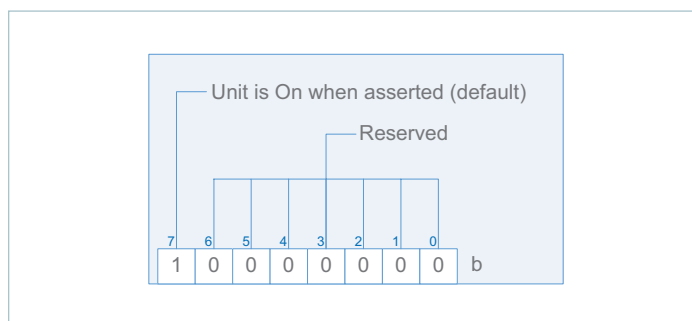 Unit is On when asserted (default)
Reserved
7 6 5 4 3 2 1 0
1 0 0 0 0 0 0 0 b